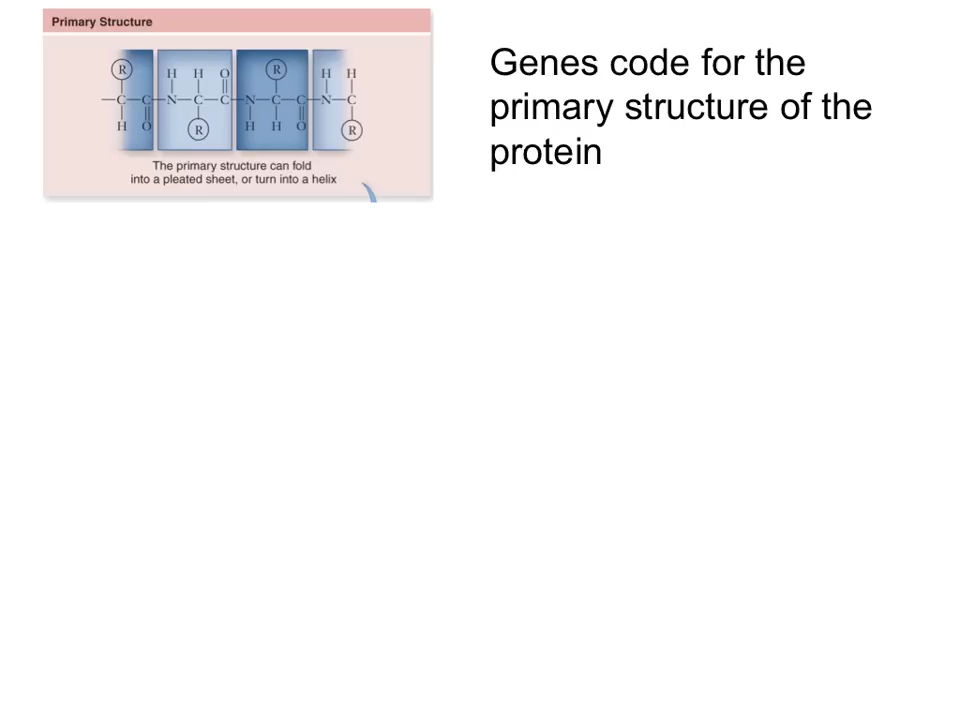 Primary Structure
R H H O R H H
C C N C C N C C N C
H O R H H O R
The primary structure can fold
into a pleated sheet, or turn into a helix
Genes code for the
primary structure of the
protein